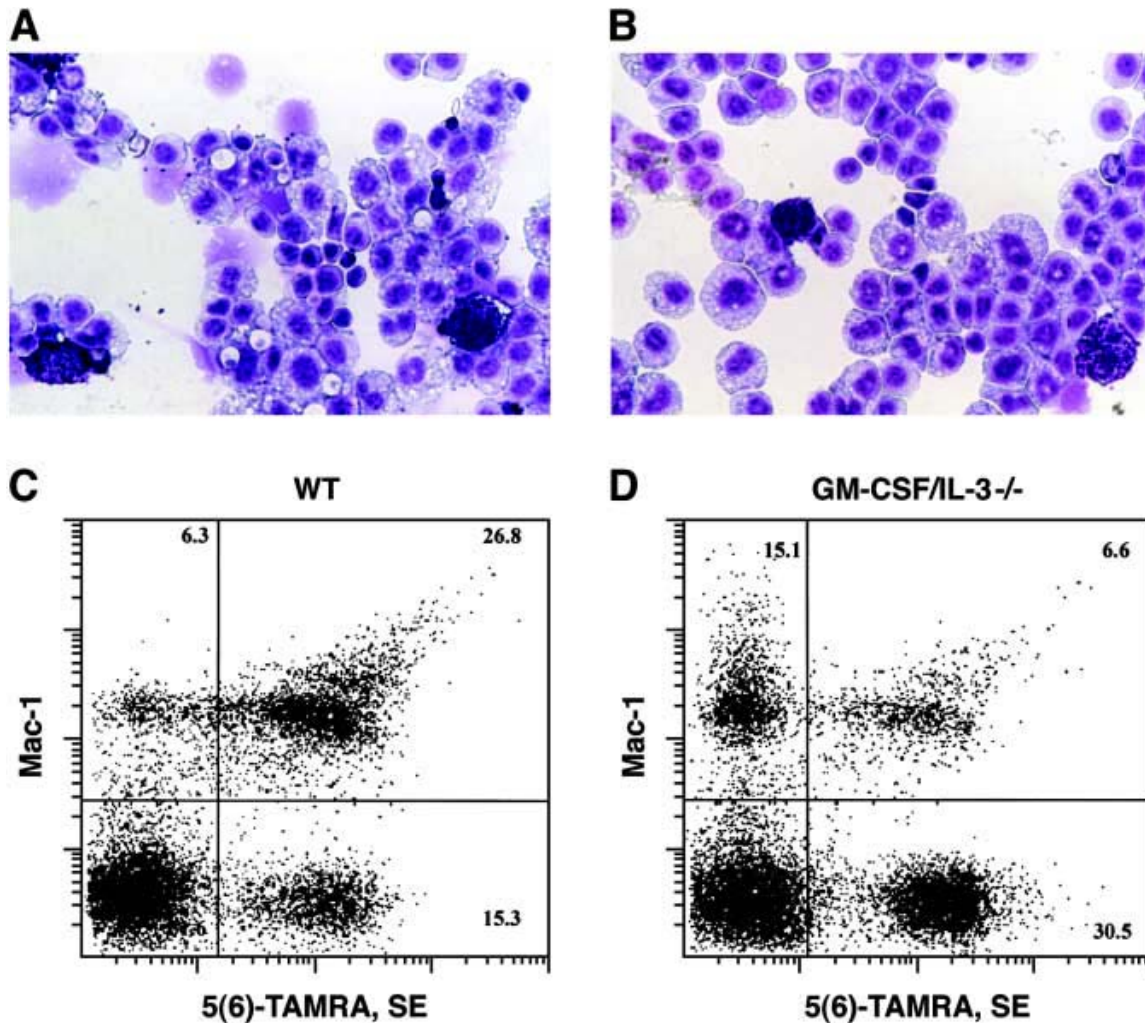 A
B
C
WT
6.3
26.8
Mac-1
15.3
5(6)-TAMRA, SE
D
GM-CSF/IL-3-/-
15.1
6.6
Mac-1
30.5
5(6)-TAMRA, SE